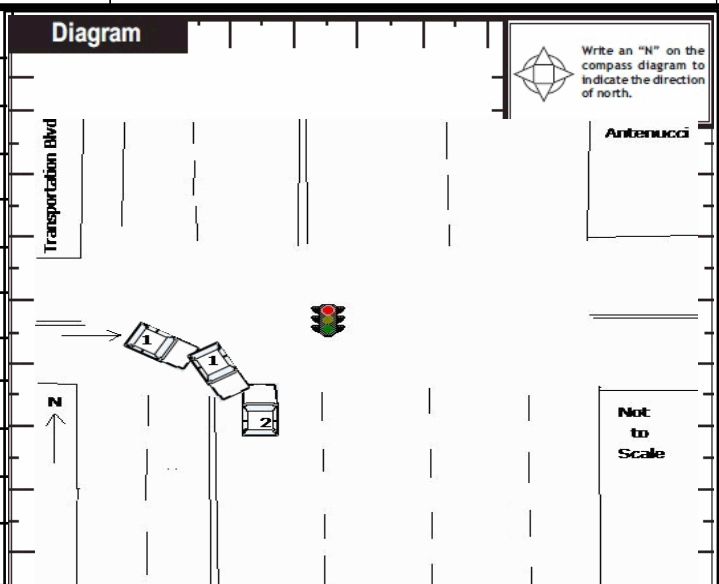 Diagram
Write an “N” on the
compass diagram to
indicate the direction
of north.
Transportation Blvd
Antenucci
1
1
2
N
Not
to
Scale